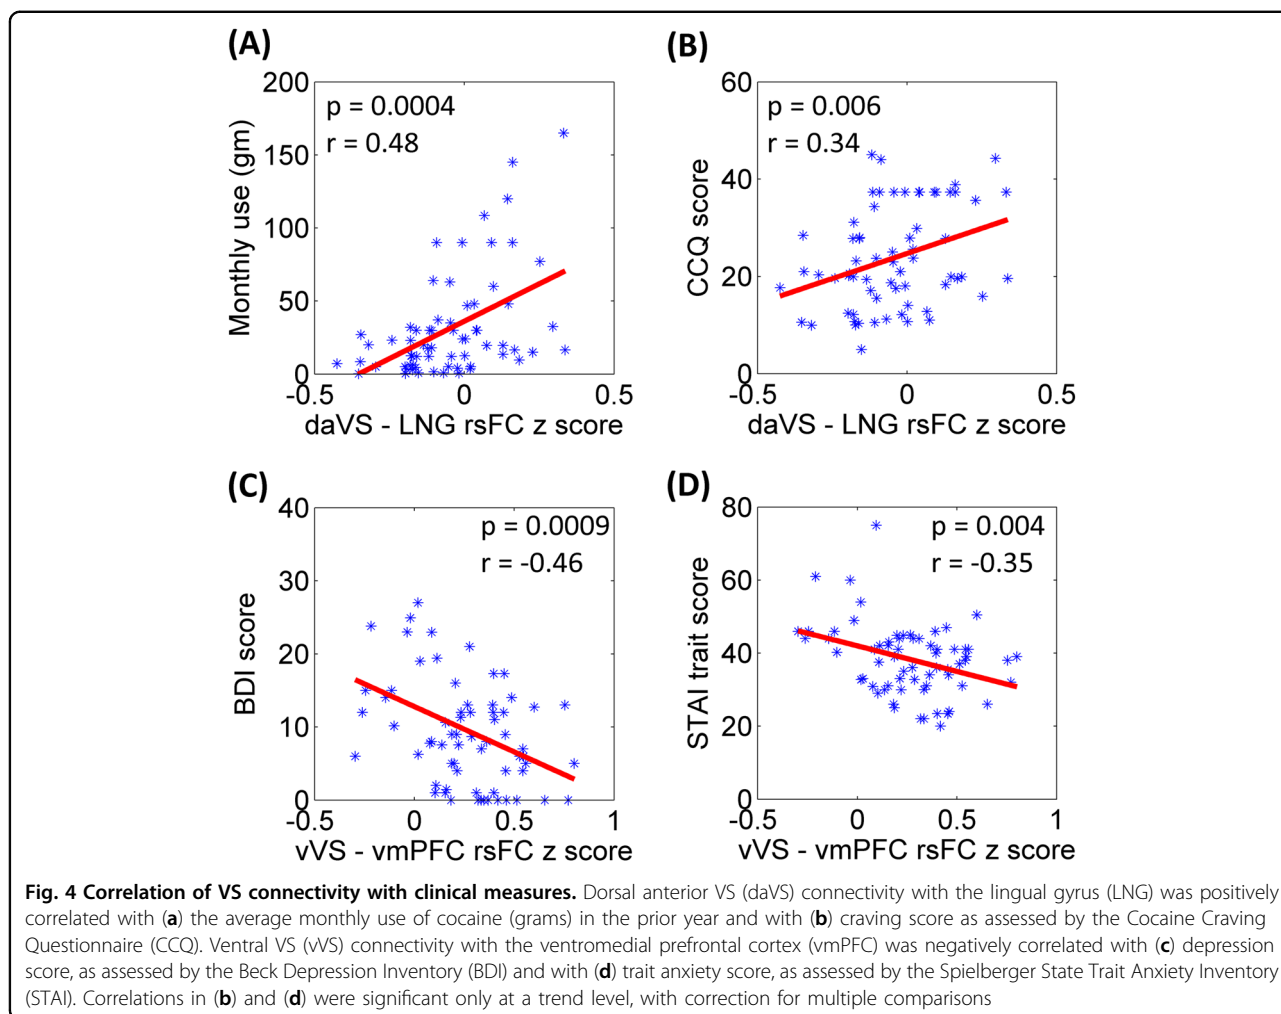 (A)
200
150
100
50
0
Monthly use (gm)
p = 0.0004
r = 0.48
-0.5 0 0.5
daVS - LNG rsFC z score
(B)
60
40
20
0
CCQ score
p = 0.006
r = 0.34
-0.5 0 0.5
daVS - LNG rsFC z score
(C)
40
30
20
10
0
BDI score
p = 0.0009
r = -0.46
-0.5 0 0.5 1
vVS - vmPFC rsFC z score
(D)
80
60
40
20
0
STAI trait score
p = 0.004
r = -0.35
-0.5 0 0.5 1
vVS - vmPFC rsFC z score
Fig. 4 Correlation of VS connectivity with clinical measures. Dorsal anterior VS (daVS) connectivity with the lingual gyrus (LNG) was positively
correlated with (a) the average monthly use of cocaine (grams) in the prior year and with (b) craving score as assessed by the Cocaine Craving
Questionnaire (CCQ). Ventral VS (vVS) connectivity with the ventromedial prefrontal cortex (vmPFC) was negatively correlated with (c) depression
score, as assessed by the Beck Depression Inventory (BDI) and with (d) trait anxiety score, as assessed by the Spielberger State Trait Anxiety Inventory
(STAI). Correlations in (b) and (d) were significant only at a trend level, with correction for multiple comparisons